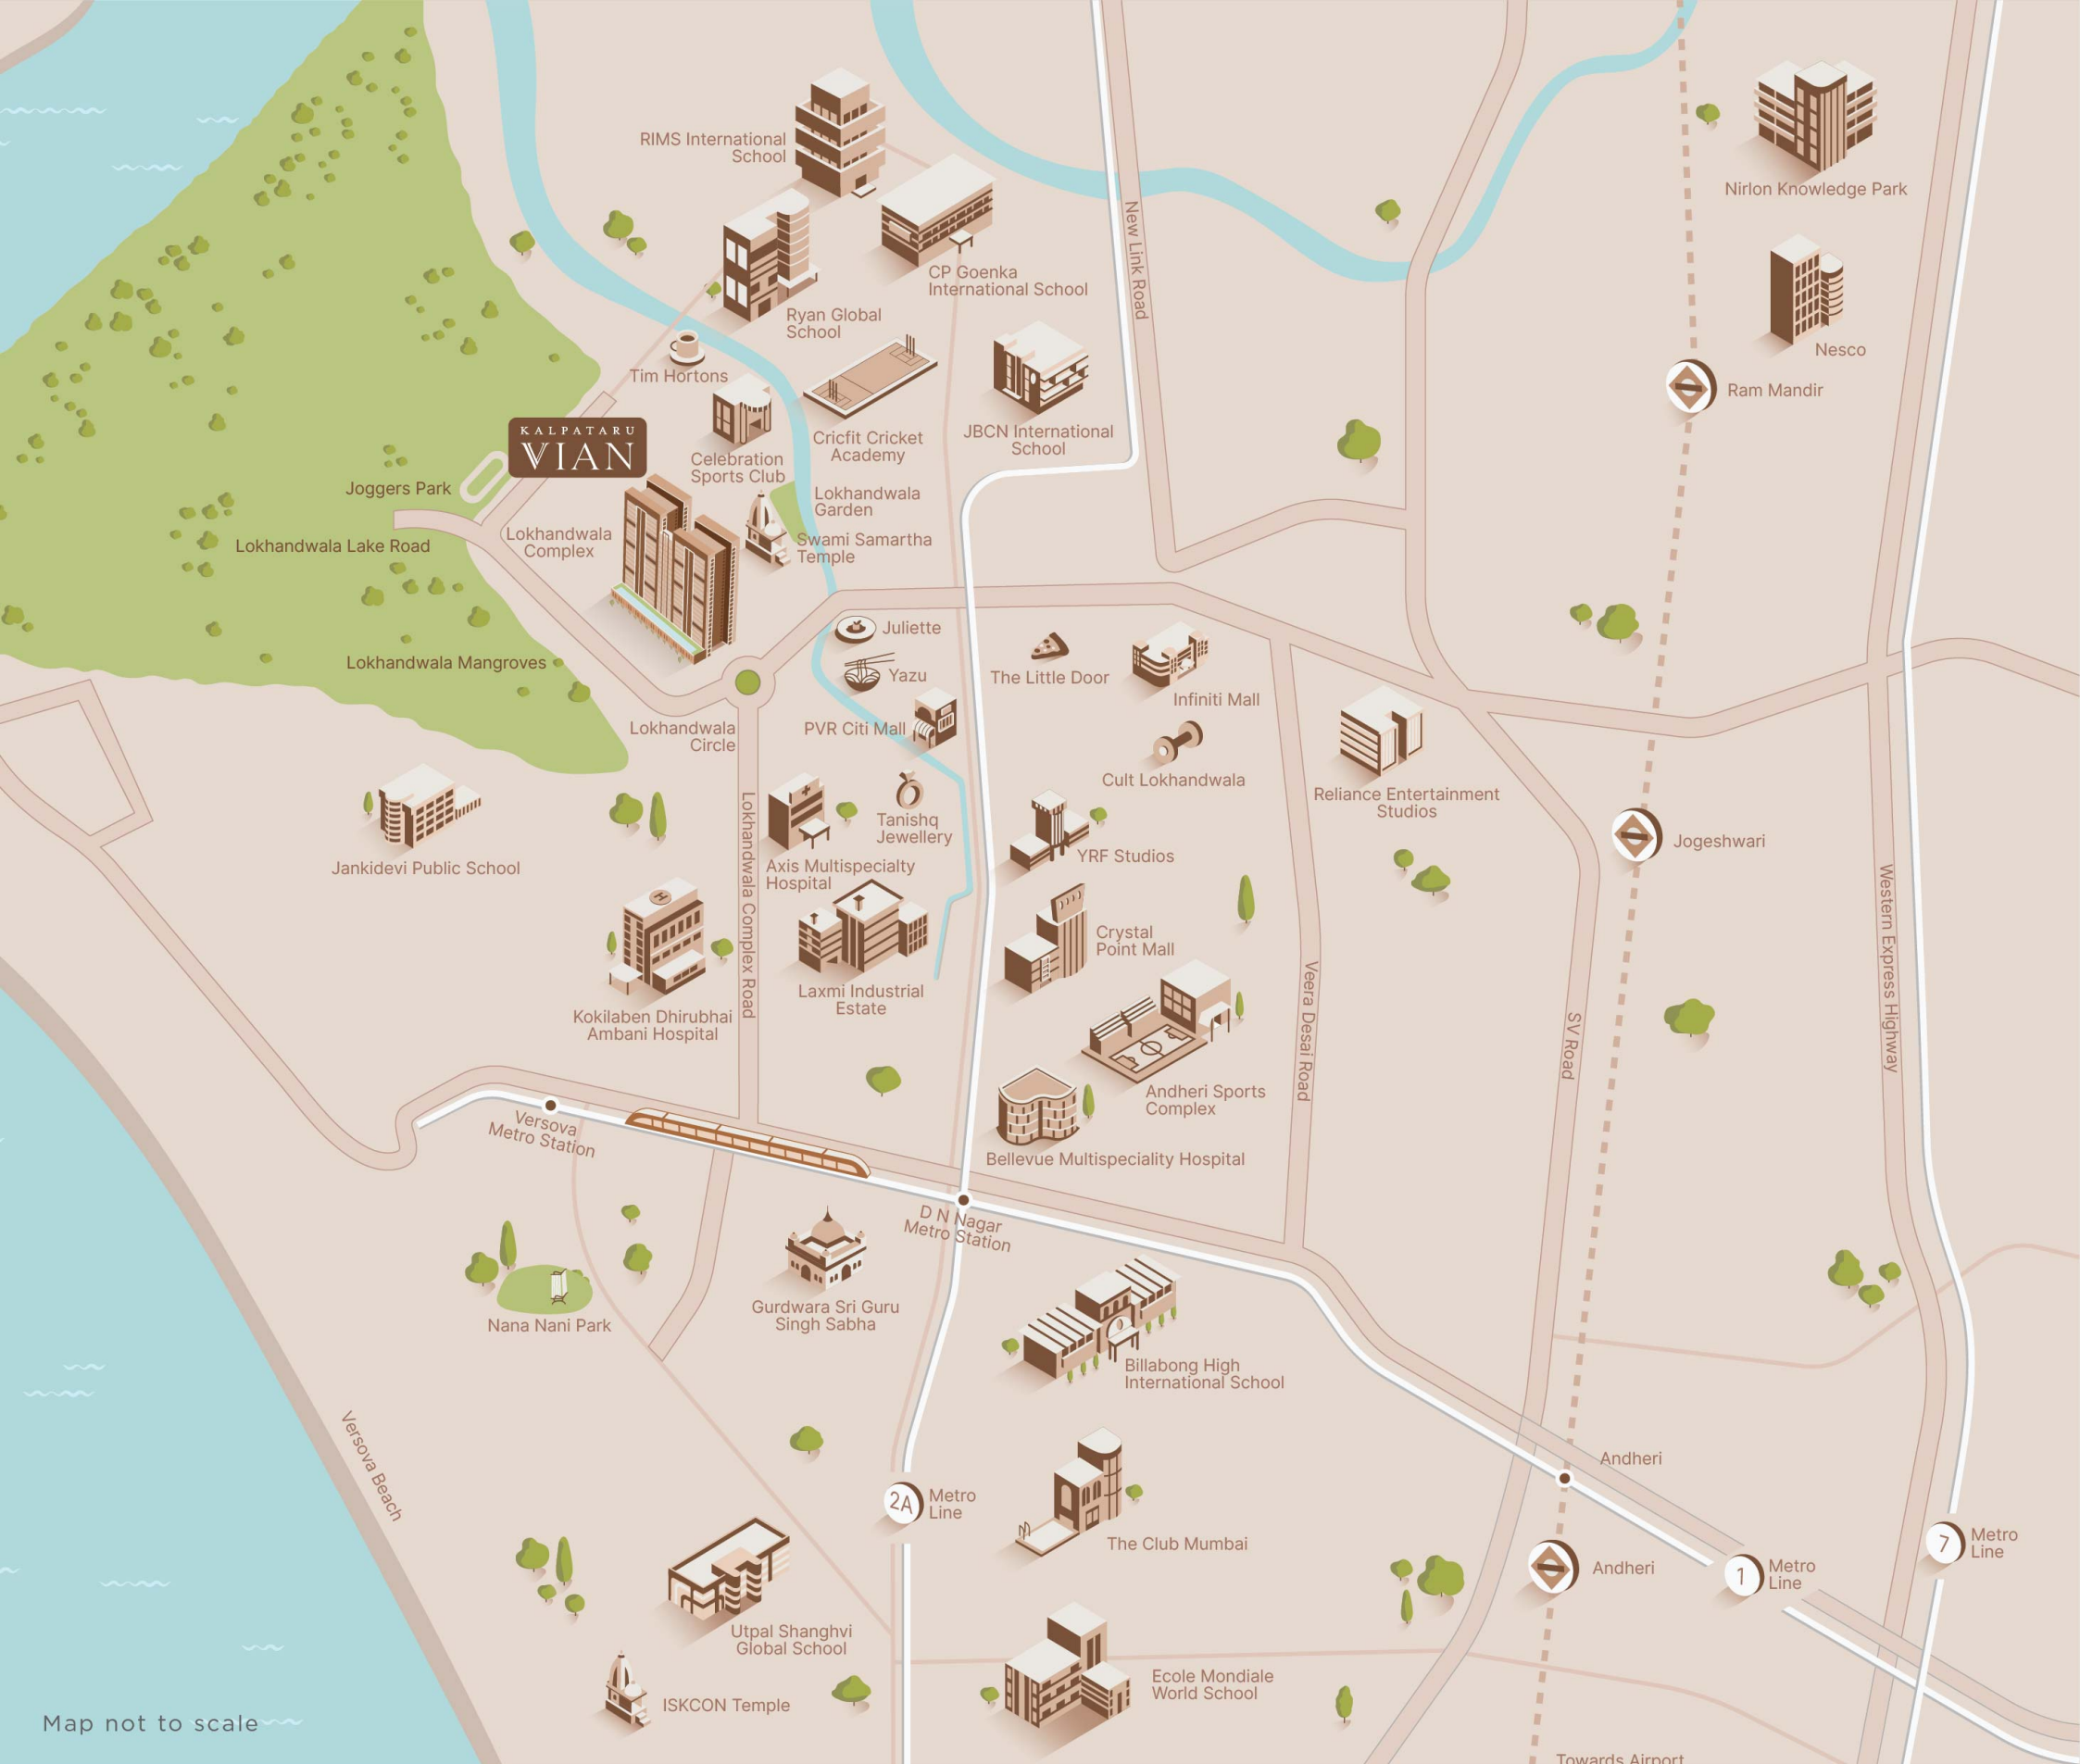 RIMS International
School
CP Goenka
International School
Ryan Global
School
New Link Road
Nirlon Knowledge Park
Nesco
Ram Mandir
Tim Hortons
KALPATARU
VIAN
Celebration
Sports Club
Cricfit Cricket
Academy
JBCN International
School
Joggers Park
Lokhandwala
Garden
Lokhandwala Lake Road
Lokhandwala
Complex
Swami Samartha
Temple
Juliette
Yazu
The Little Door
Infiniti Mall
Lokhandwala Mangroves
Lokhandwala
Circle
PVR Citi Mall
Cult Lokhandwala
Reliance Entertainment
Studios
Jogeshwari
Jankidevi Public School
Lokhandwala Complex Road
Tanishq
Jewellery
Axis Multispecialty
Hospital
YRF Studios
Western Express Highway
Crystal
Point Mall
Laxmi Industrial
Estate
Kokilaben Dhirubhai
Ambani Hospital
H
Veera Desai Road
SV Road
Andheri Sports
Complex
Versova
Metro Station
Bellevue Multispeciality Hospital
D N Nagar
Metro Station
Nana Nani Park
Gurdwara Sri Guru
Singh Sabha
Billabong High
International School
Versova Beach
2A
Metro
Line
The Club Mumbai
Andheri
Andheri
1
Metro
Line
7
Metro
Line
Utpal Shanghvi
Global School
ISKCON Temple
Ecole Mondiale
World School
Map not to scale
Towards Airport